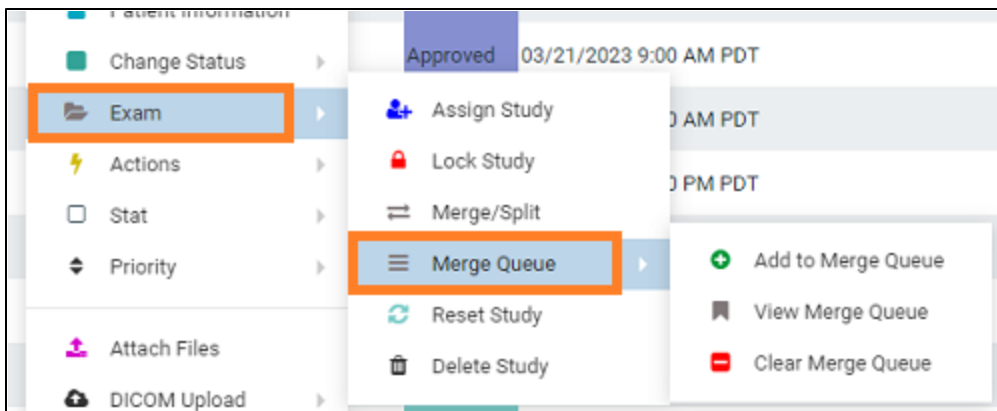 Patient Information
Change Status
Exam
Actions
Stat
Priority
Attach Files
DICOM Upload
Approved 03/21/2023 9:00 AM PDT
0 AM PDT
0 PM PDT
Assign Study
Lock Study
Merge/Split
Merge Queue
Reset Study
Delete Study
Add to Merge Queue
View Merge Queue
Clear Merge Queue